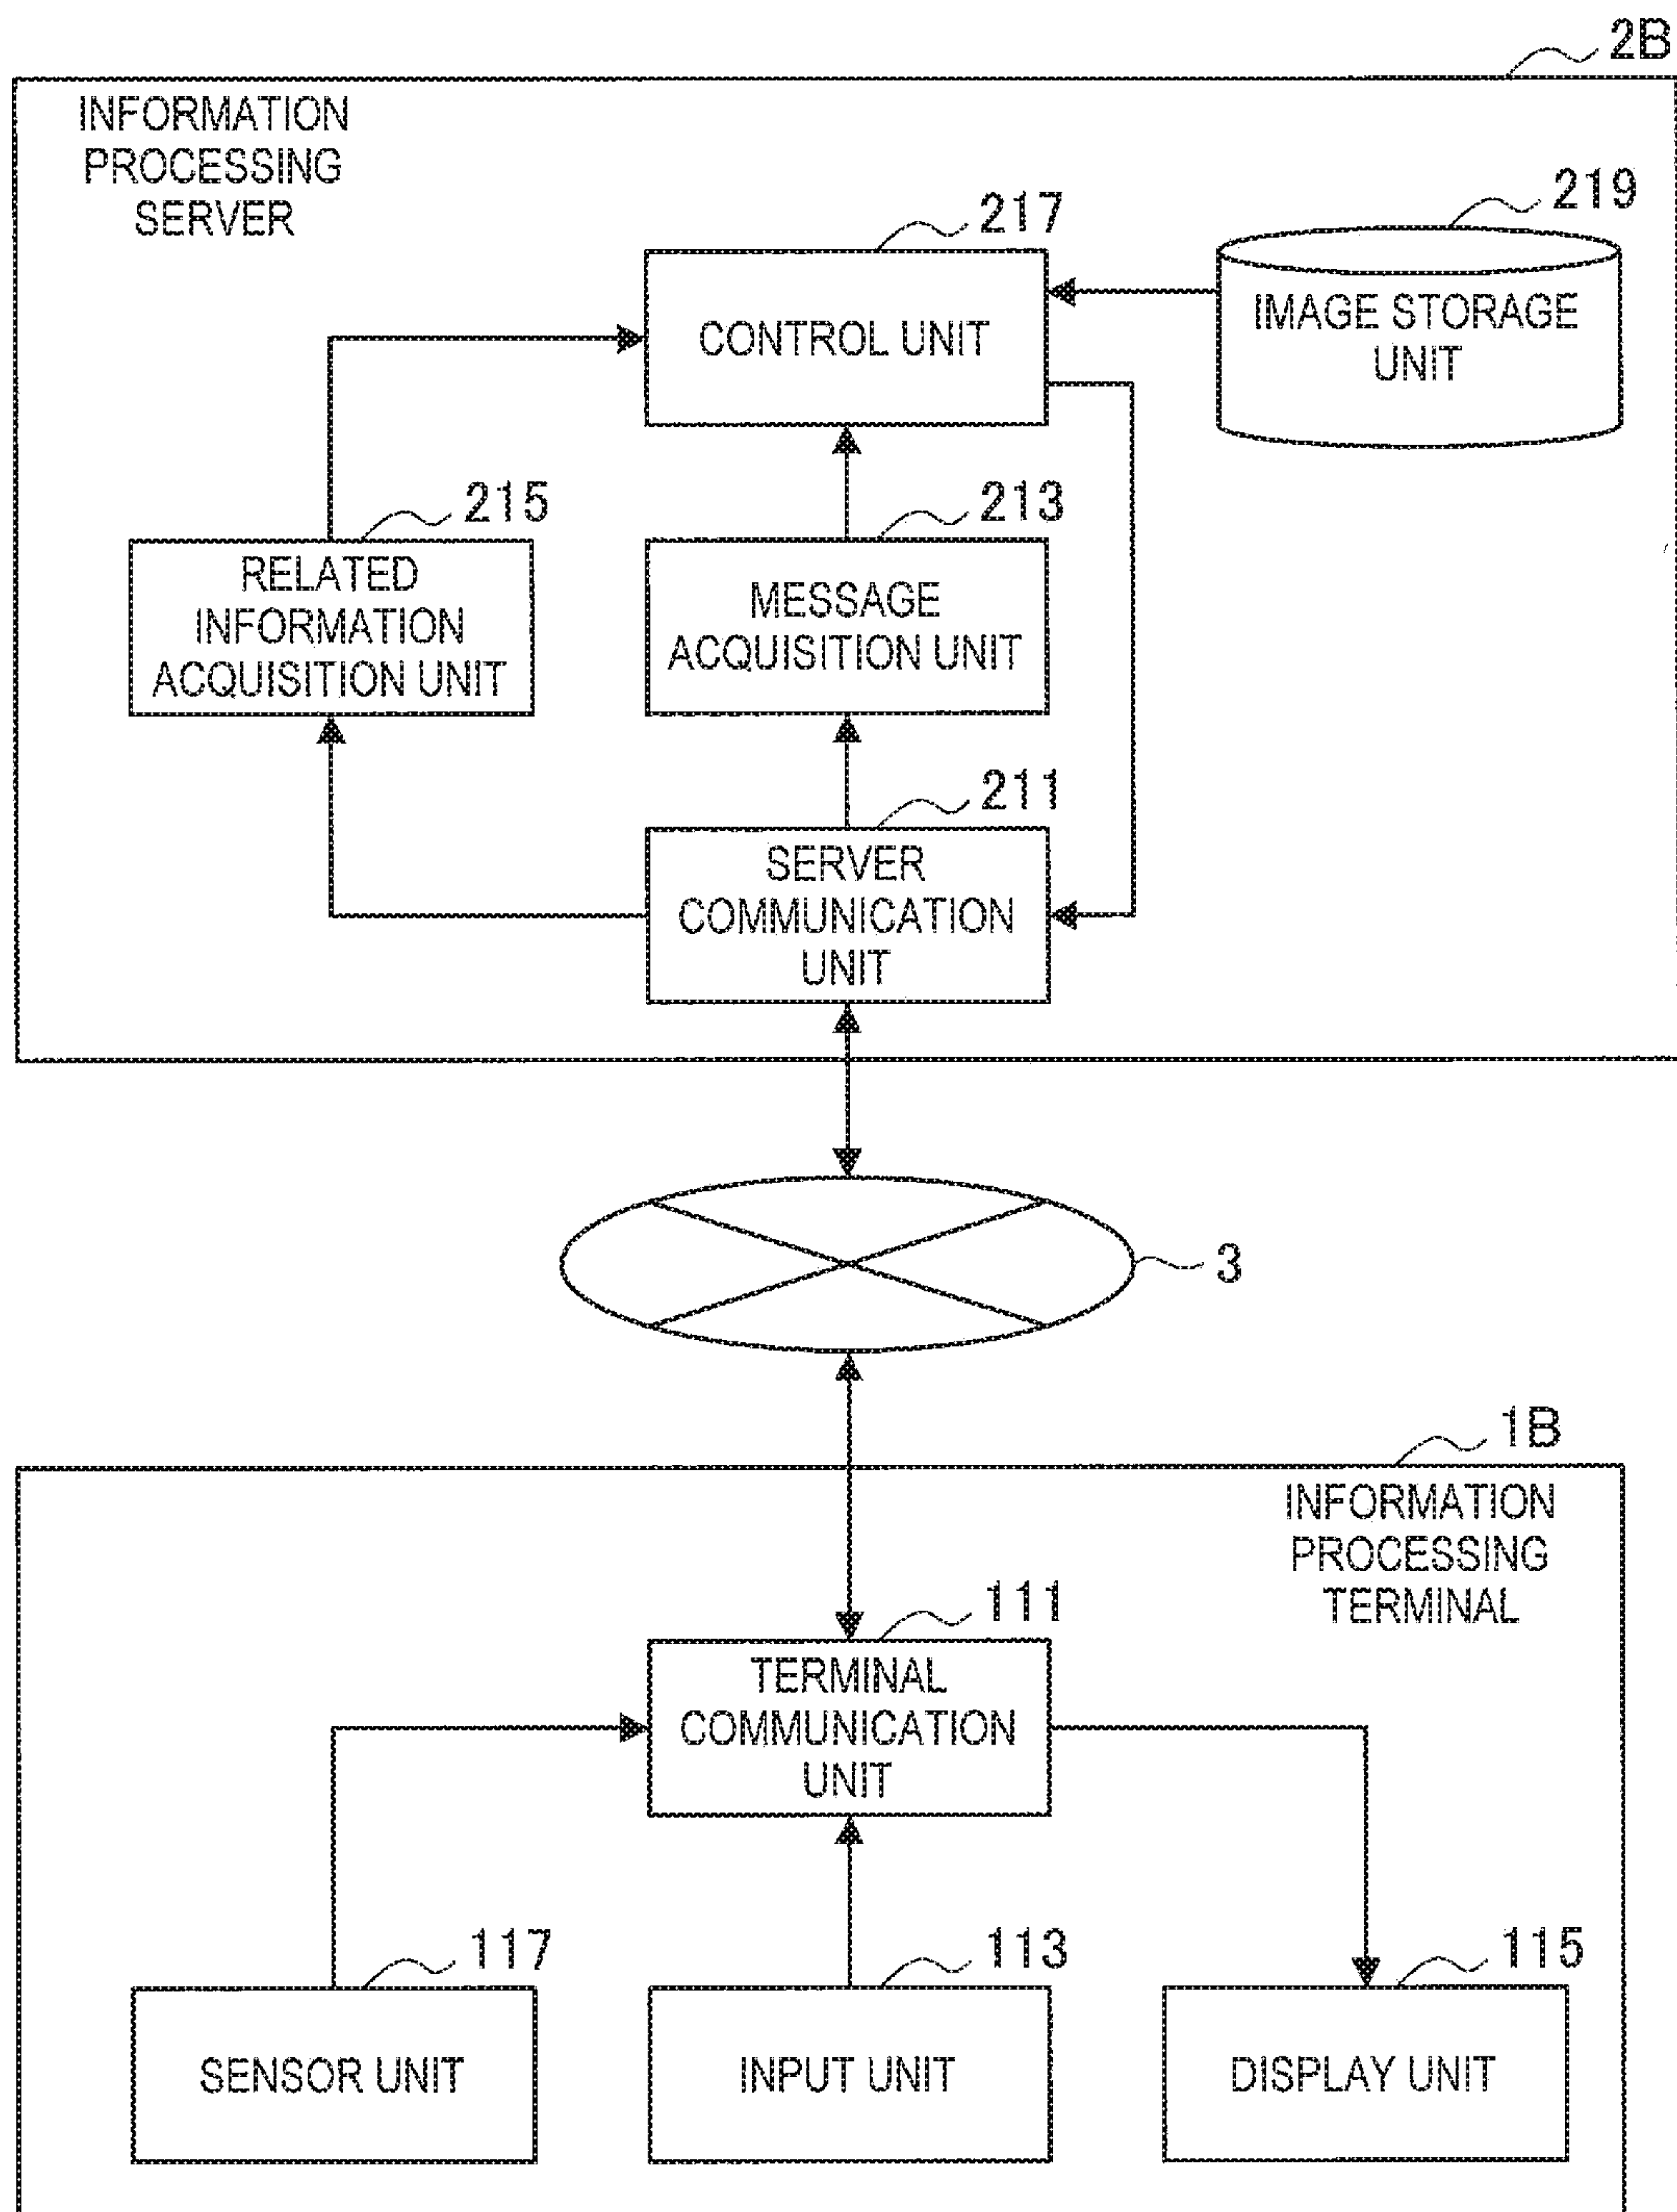 2B
INFORMATION
PROCESSING
SERVER
217
219
CONTROL UNIT
IMAGE STORAGE
UNIT
215
213
RELATED
INFORMATION
ACQUISITION UNIT
MESSAGE
ACQUISITION UNIT
211
SERVER
COMMUNICATION
UNIT
3
1B
INFORMATION
PROCESSING
TERMINAL
111
TERMINAL
COMMUNICATION
UNIT
117
113
115
SENSOR UNIT
INPUT UNIT
DISPLAY UNIT